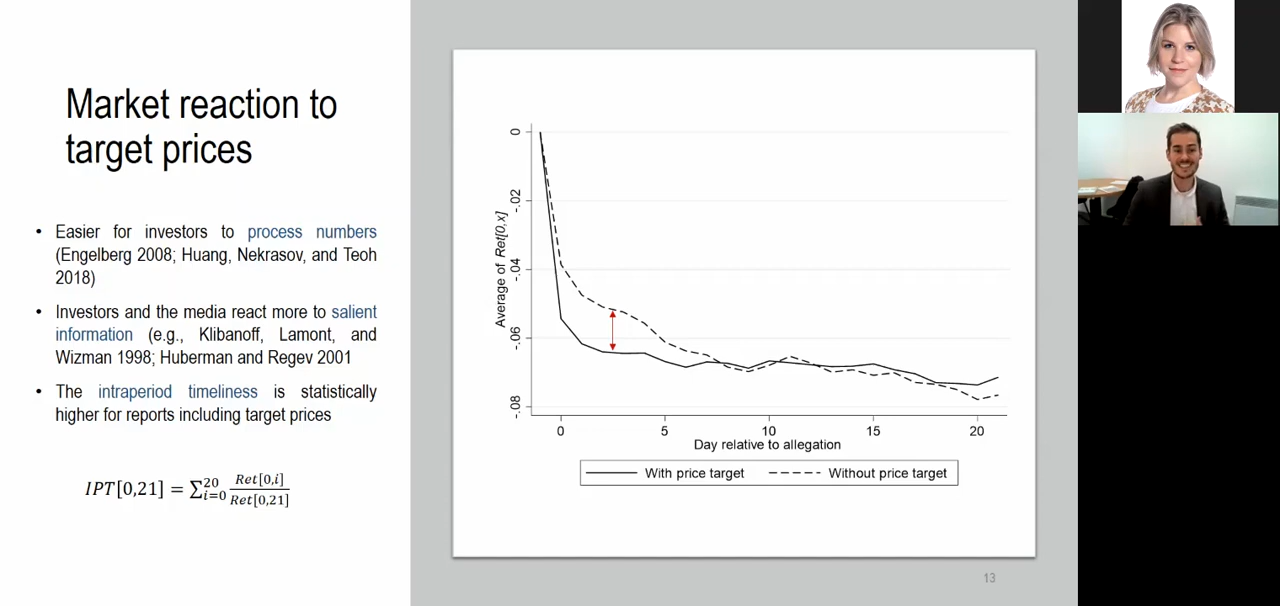 Market reaction to
target prices
• Easier for investors to process numbers
(Engelberg 2008; Huang, Nekrasov, and Teoh
2018)
• Investors and the media react more to salient
information (e.g., Klibanoff, Lamont, and
Wizman 1998; Huberman and Regev 2001
• The intraperiod timeliness is statistically
higher for reports including target prices
IPT[0,21] = ∑²⁰ᵢ₌₀ Ret[0,i]/Ret[0,21]
Average of Ret[0,x]
0
-.02
-.04
-.06
-.08
0 5 10 15 20
Day relative to allegation
With price target Without price target
13